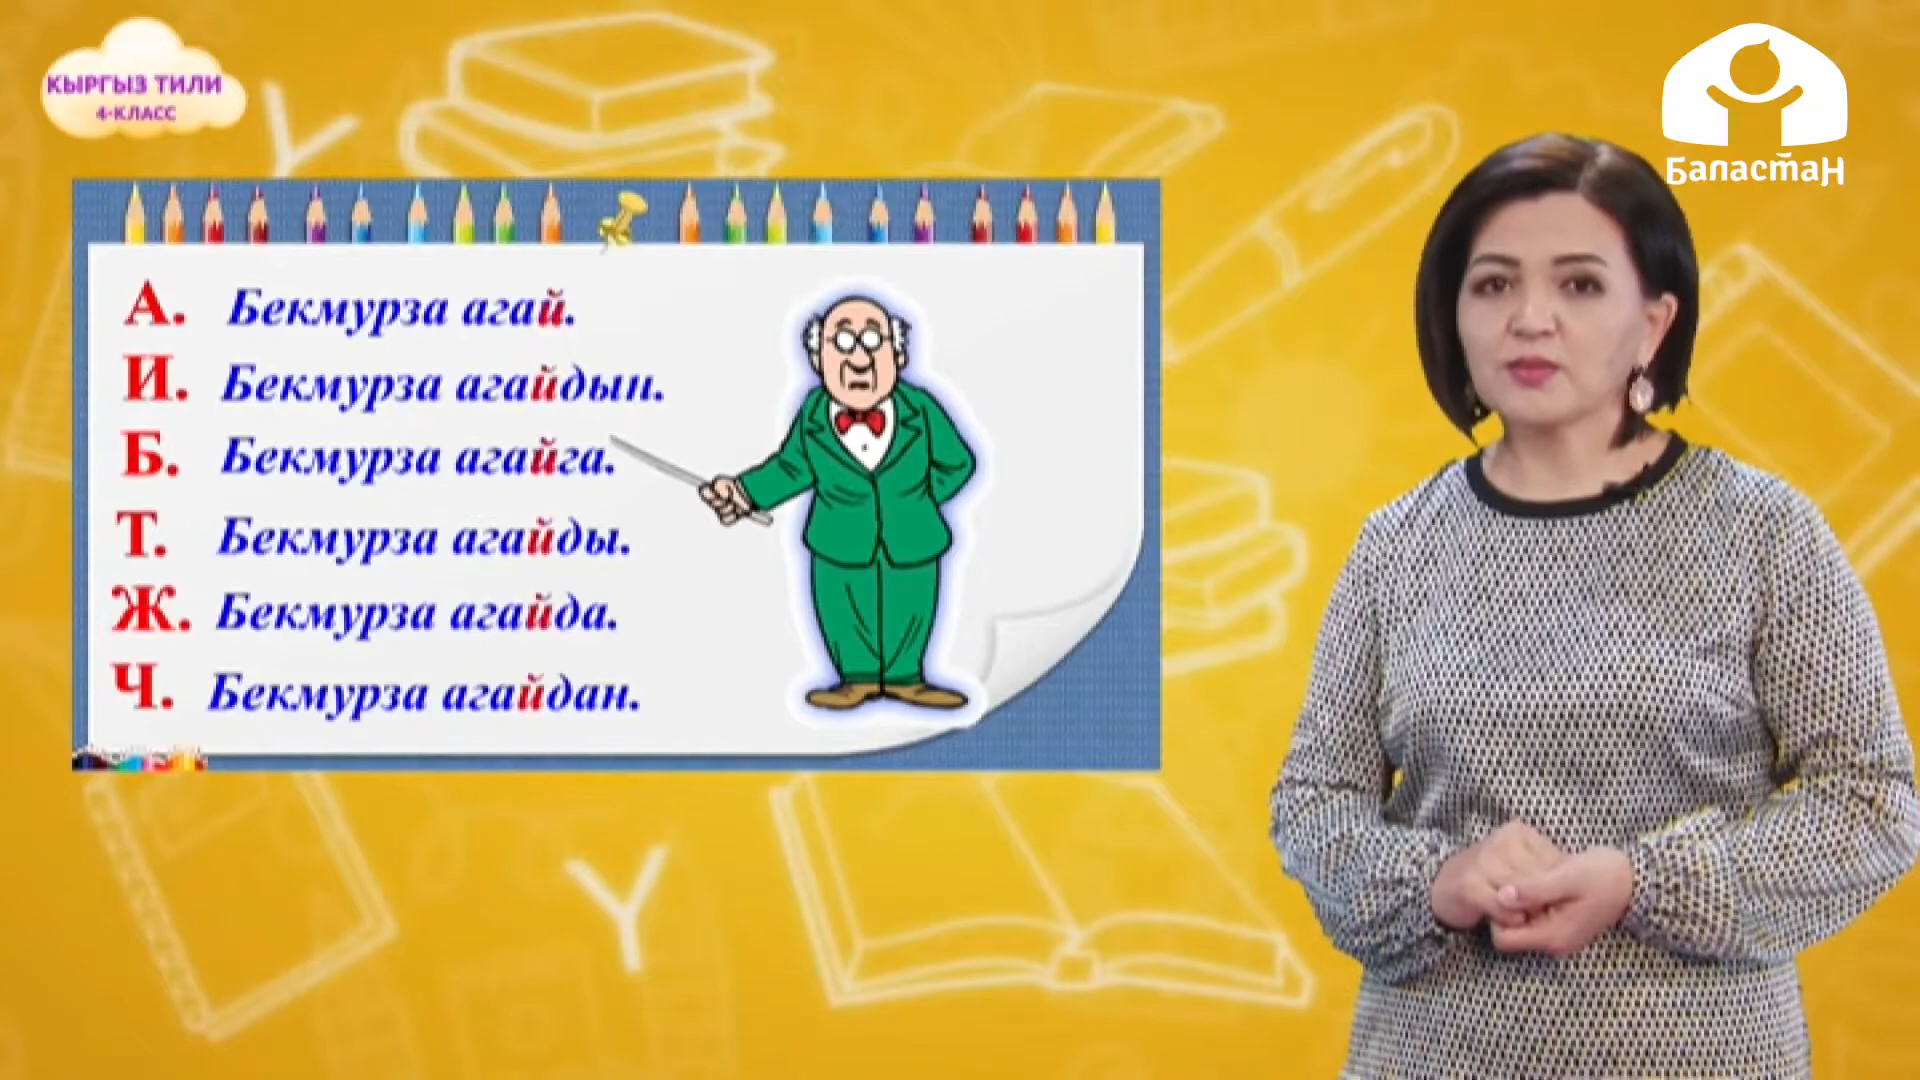 КЫРГЫЗ ТИЛИ
4-КЛАСС
Баластан
А. Бекмурза агай.
И. Бекмурза агайдын.
Б. Бекмурза агайга.
Т. Бекмурза агайды.
Ж. Бекмурза агайда.
Ч. Бекмурза агайдан.